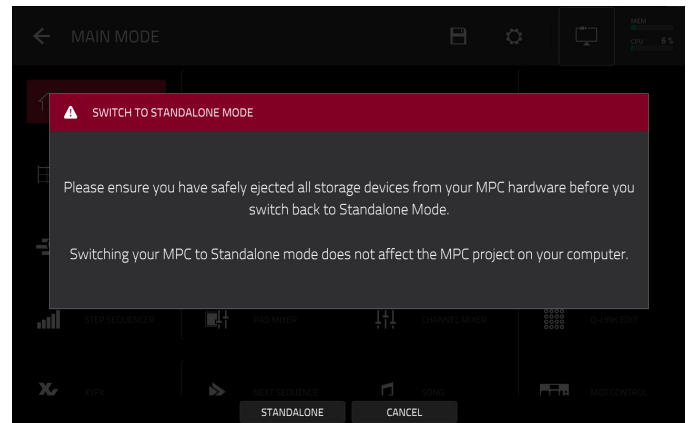 MAIN MODE
MEM
CPU 6 %
SWITCH TO STANDALONE MODE
Please ensure you have safely ejected all storage devices from your MPC hardware before you
switch back to Standalone Mode.
Switching your MPC to Standalone mode does not affect the MPC project on your computer.
STEP SEQUENCER
PAD MIXER
CHANNEL MIXER
Q-LINK EDIT
XYFX
NEXT SEQUENCE
SONG
MIDI CONTROL
STANDALONE
CANCEL